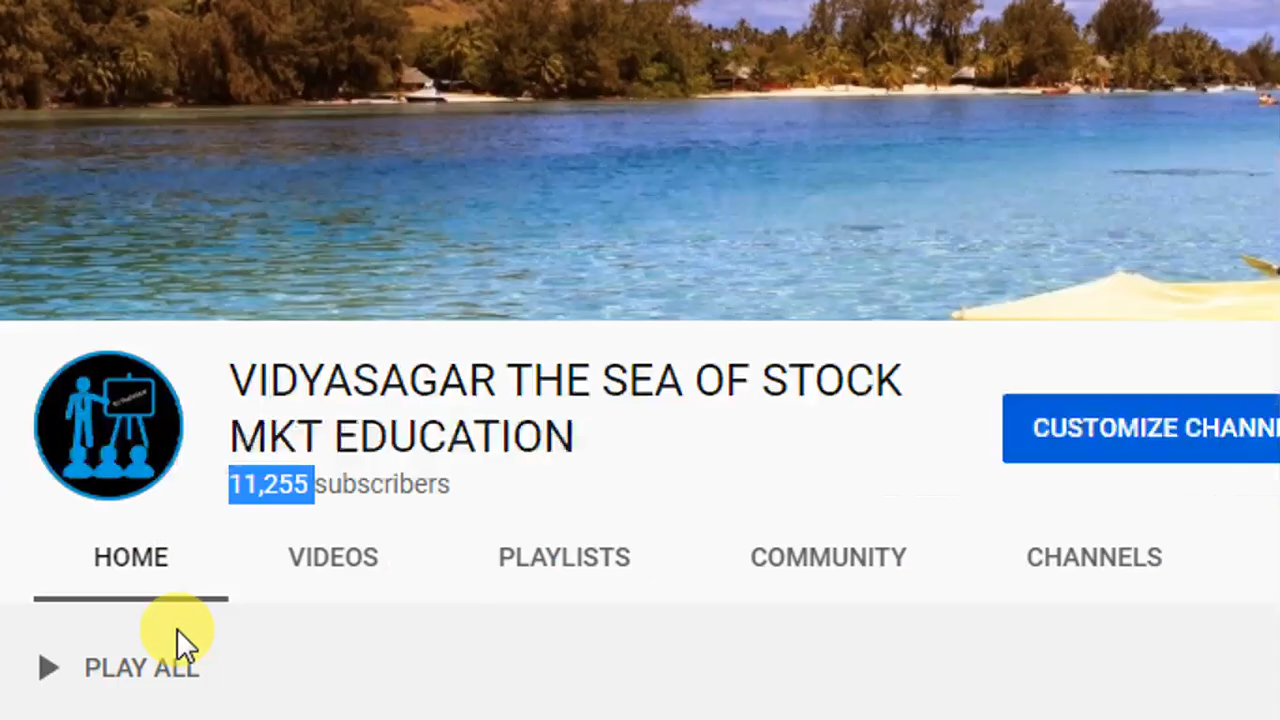 VIDYASAGAR THE SEA OF STOCK
MKT EDUCATION
11,255 subscribers
CUSTOMIZE CHANN
HOME VIDEOS PLAYLISTS COMMUNITY CHANNELS
PLAY ALL